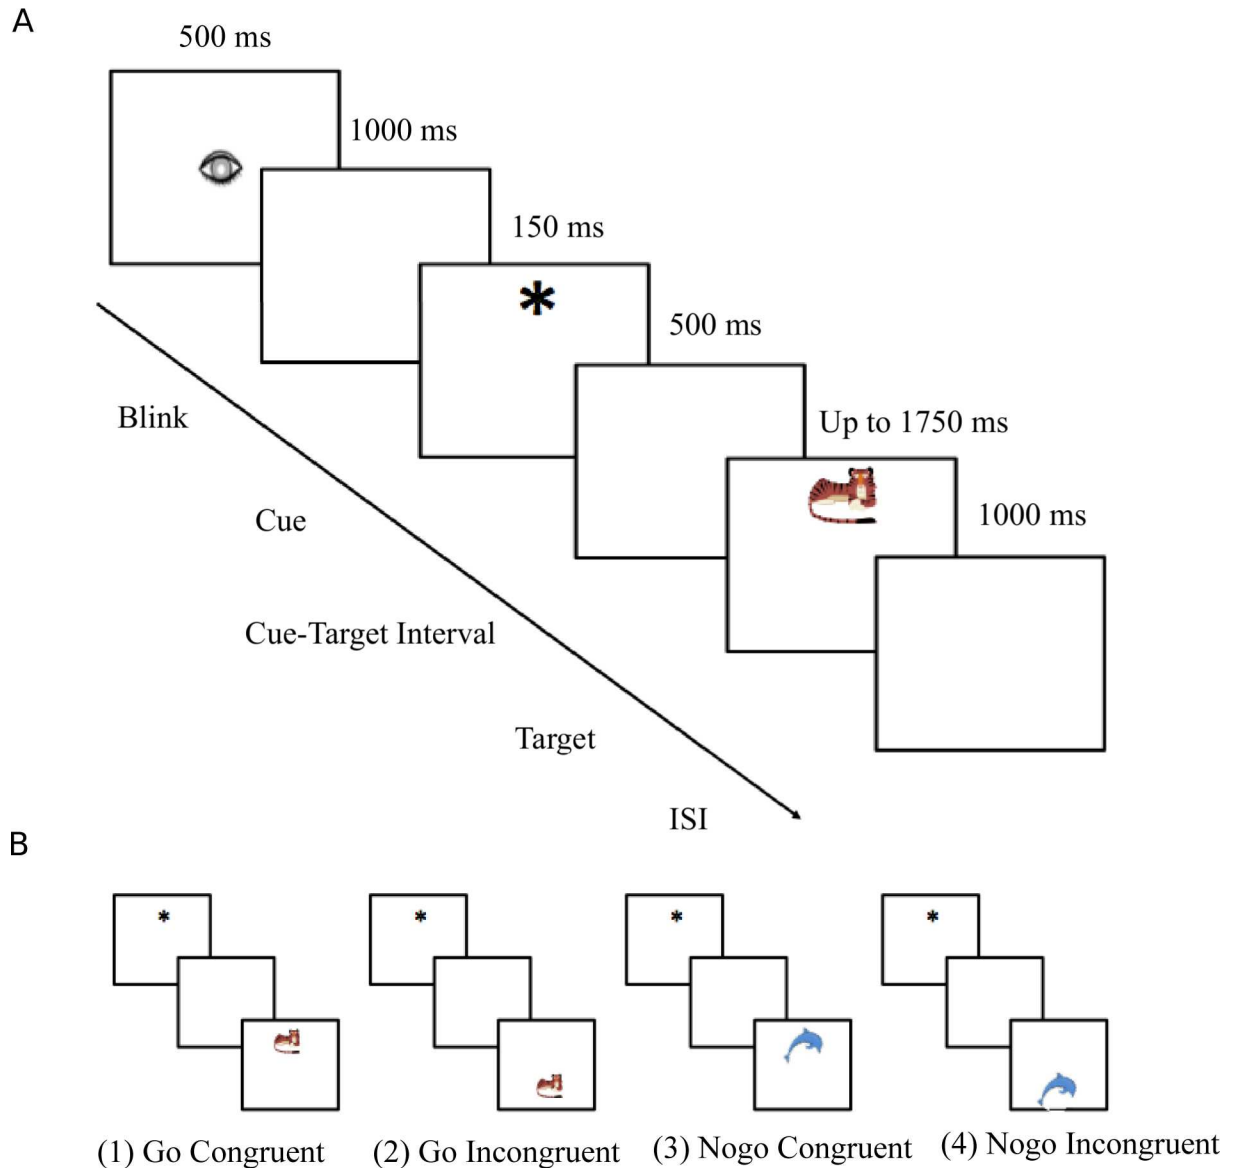 A
500 ms
1000 ms
150 ms
*
500 ms
Up to 1750 ms
1000 ms
Blink
Cue
Cue-Target Interval
Target
ISI
B
* * * *
(1) Go Congruent (2) Go Incongruent (3) Nogo Congruent (4) Nogo Incongruent